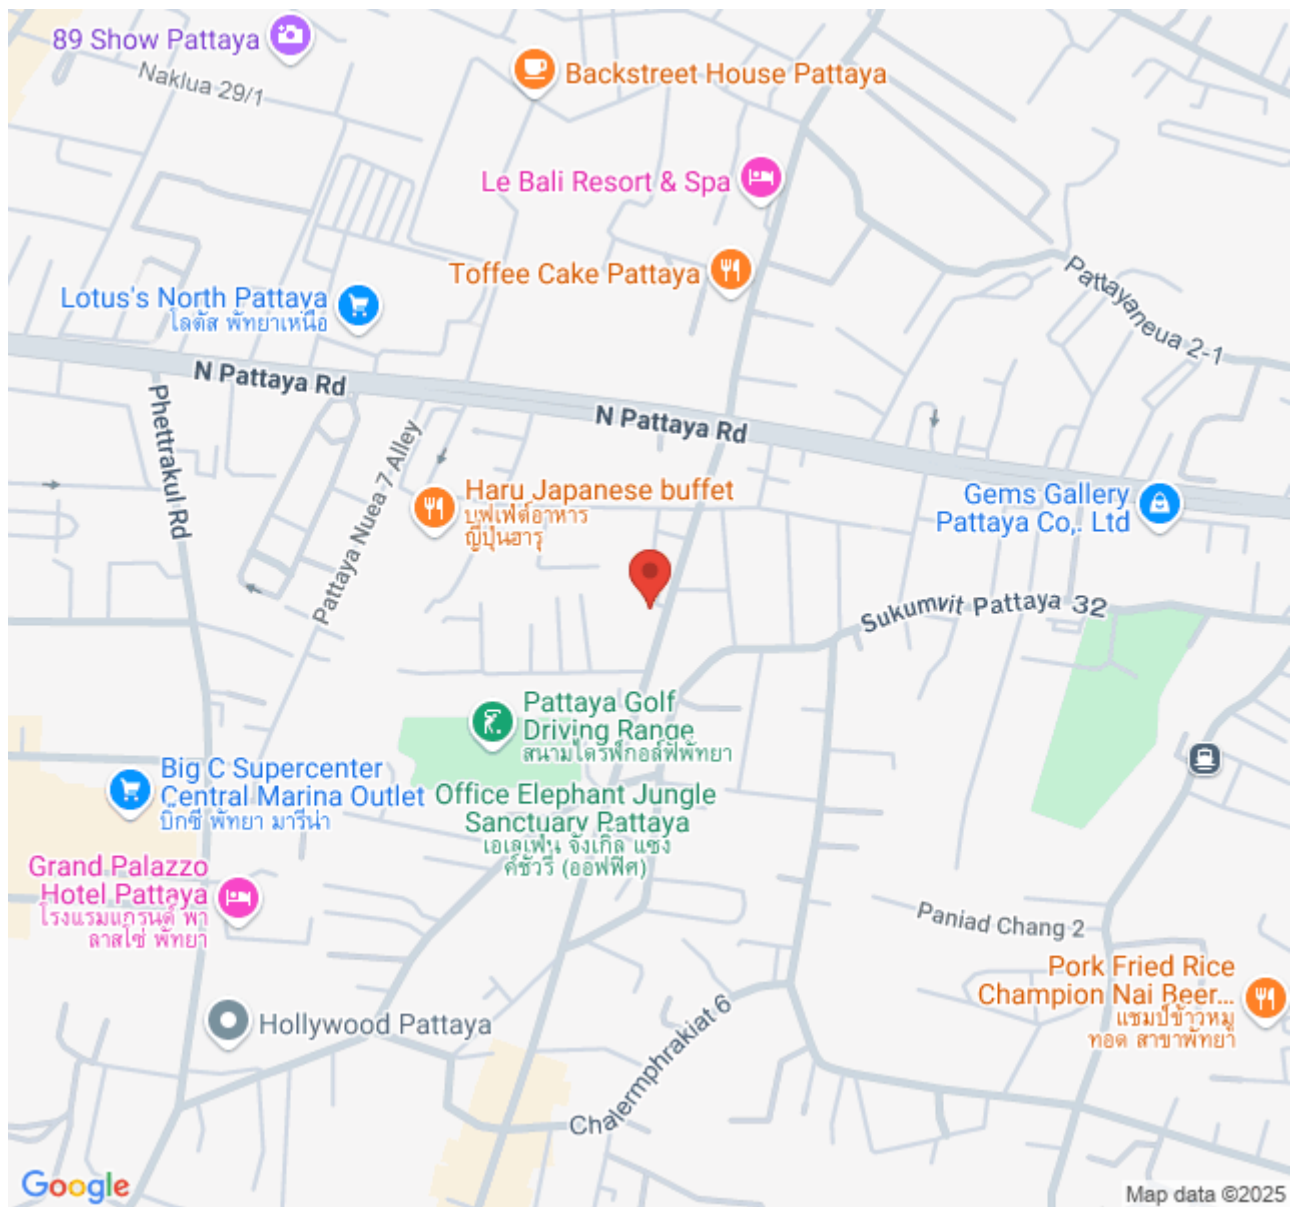 89 Show Pattaya
Naklua 29/1
Backstreet House Pattaya
Le Bali Resort & Spa
Toffee Cake Pattaya
Pattayaneua 2-1
Lotus's North Pattaya
โลตัส พัทยาเหนือ
N Pattaya Rd
N Pattaya Rd
Phettrakul Rd
Pattaya Nuea 7 Alley
Haru Japanese buffet
บุฟเฟ่ต์อาหาร
ญี่ปุ่นฮารุ
Gems Gallery
Pattaya Co,. Ltd
Sukumvit Pattaya 32
Pattaya Golf
Driving Range
สนามไดร์ฟกอล์ฟพัทยา
Big C Supercenter
Central Marina Outlet
บิ๊กซี พัทยา มารีน่า
Office Elephant Jungle
Sanctuary Pattaya
เอเลเฟ่น จังเกิ้ล แซง
ค์ชัวรี่ (ออฟฟิศ)
Grand Palazzo
Hotel Pattaya
โรงแรมแกรนด์ พา
ลาสโซ่ พัทยา
Paniad Chang 2
Pork Fried Rice
Champion Nai Beer...
แชมป์ข้าวหมู
ทอด สาขาพัทยา
Hollywood Pattaya
Chalermphrakiat 6
Google
Map data ©2025